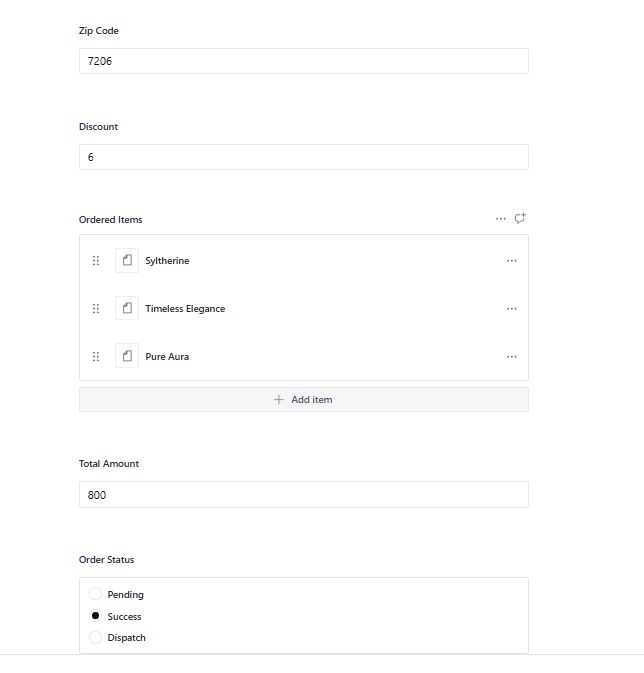 Zip Code
7206
Discount
6
Ordered Items
Syltherine
Timeless Elegance
Pure Aura
Add item
Total Amount
800
Order Status
Pending
Success
Dispatch